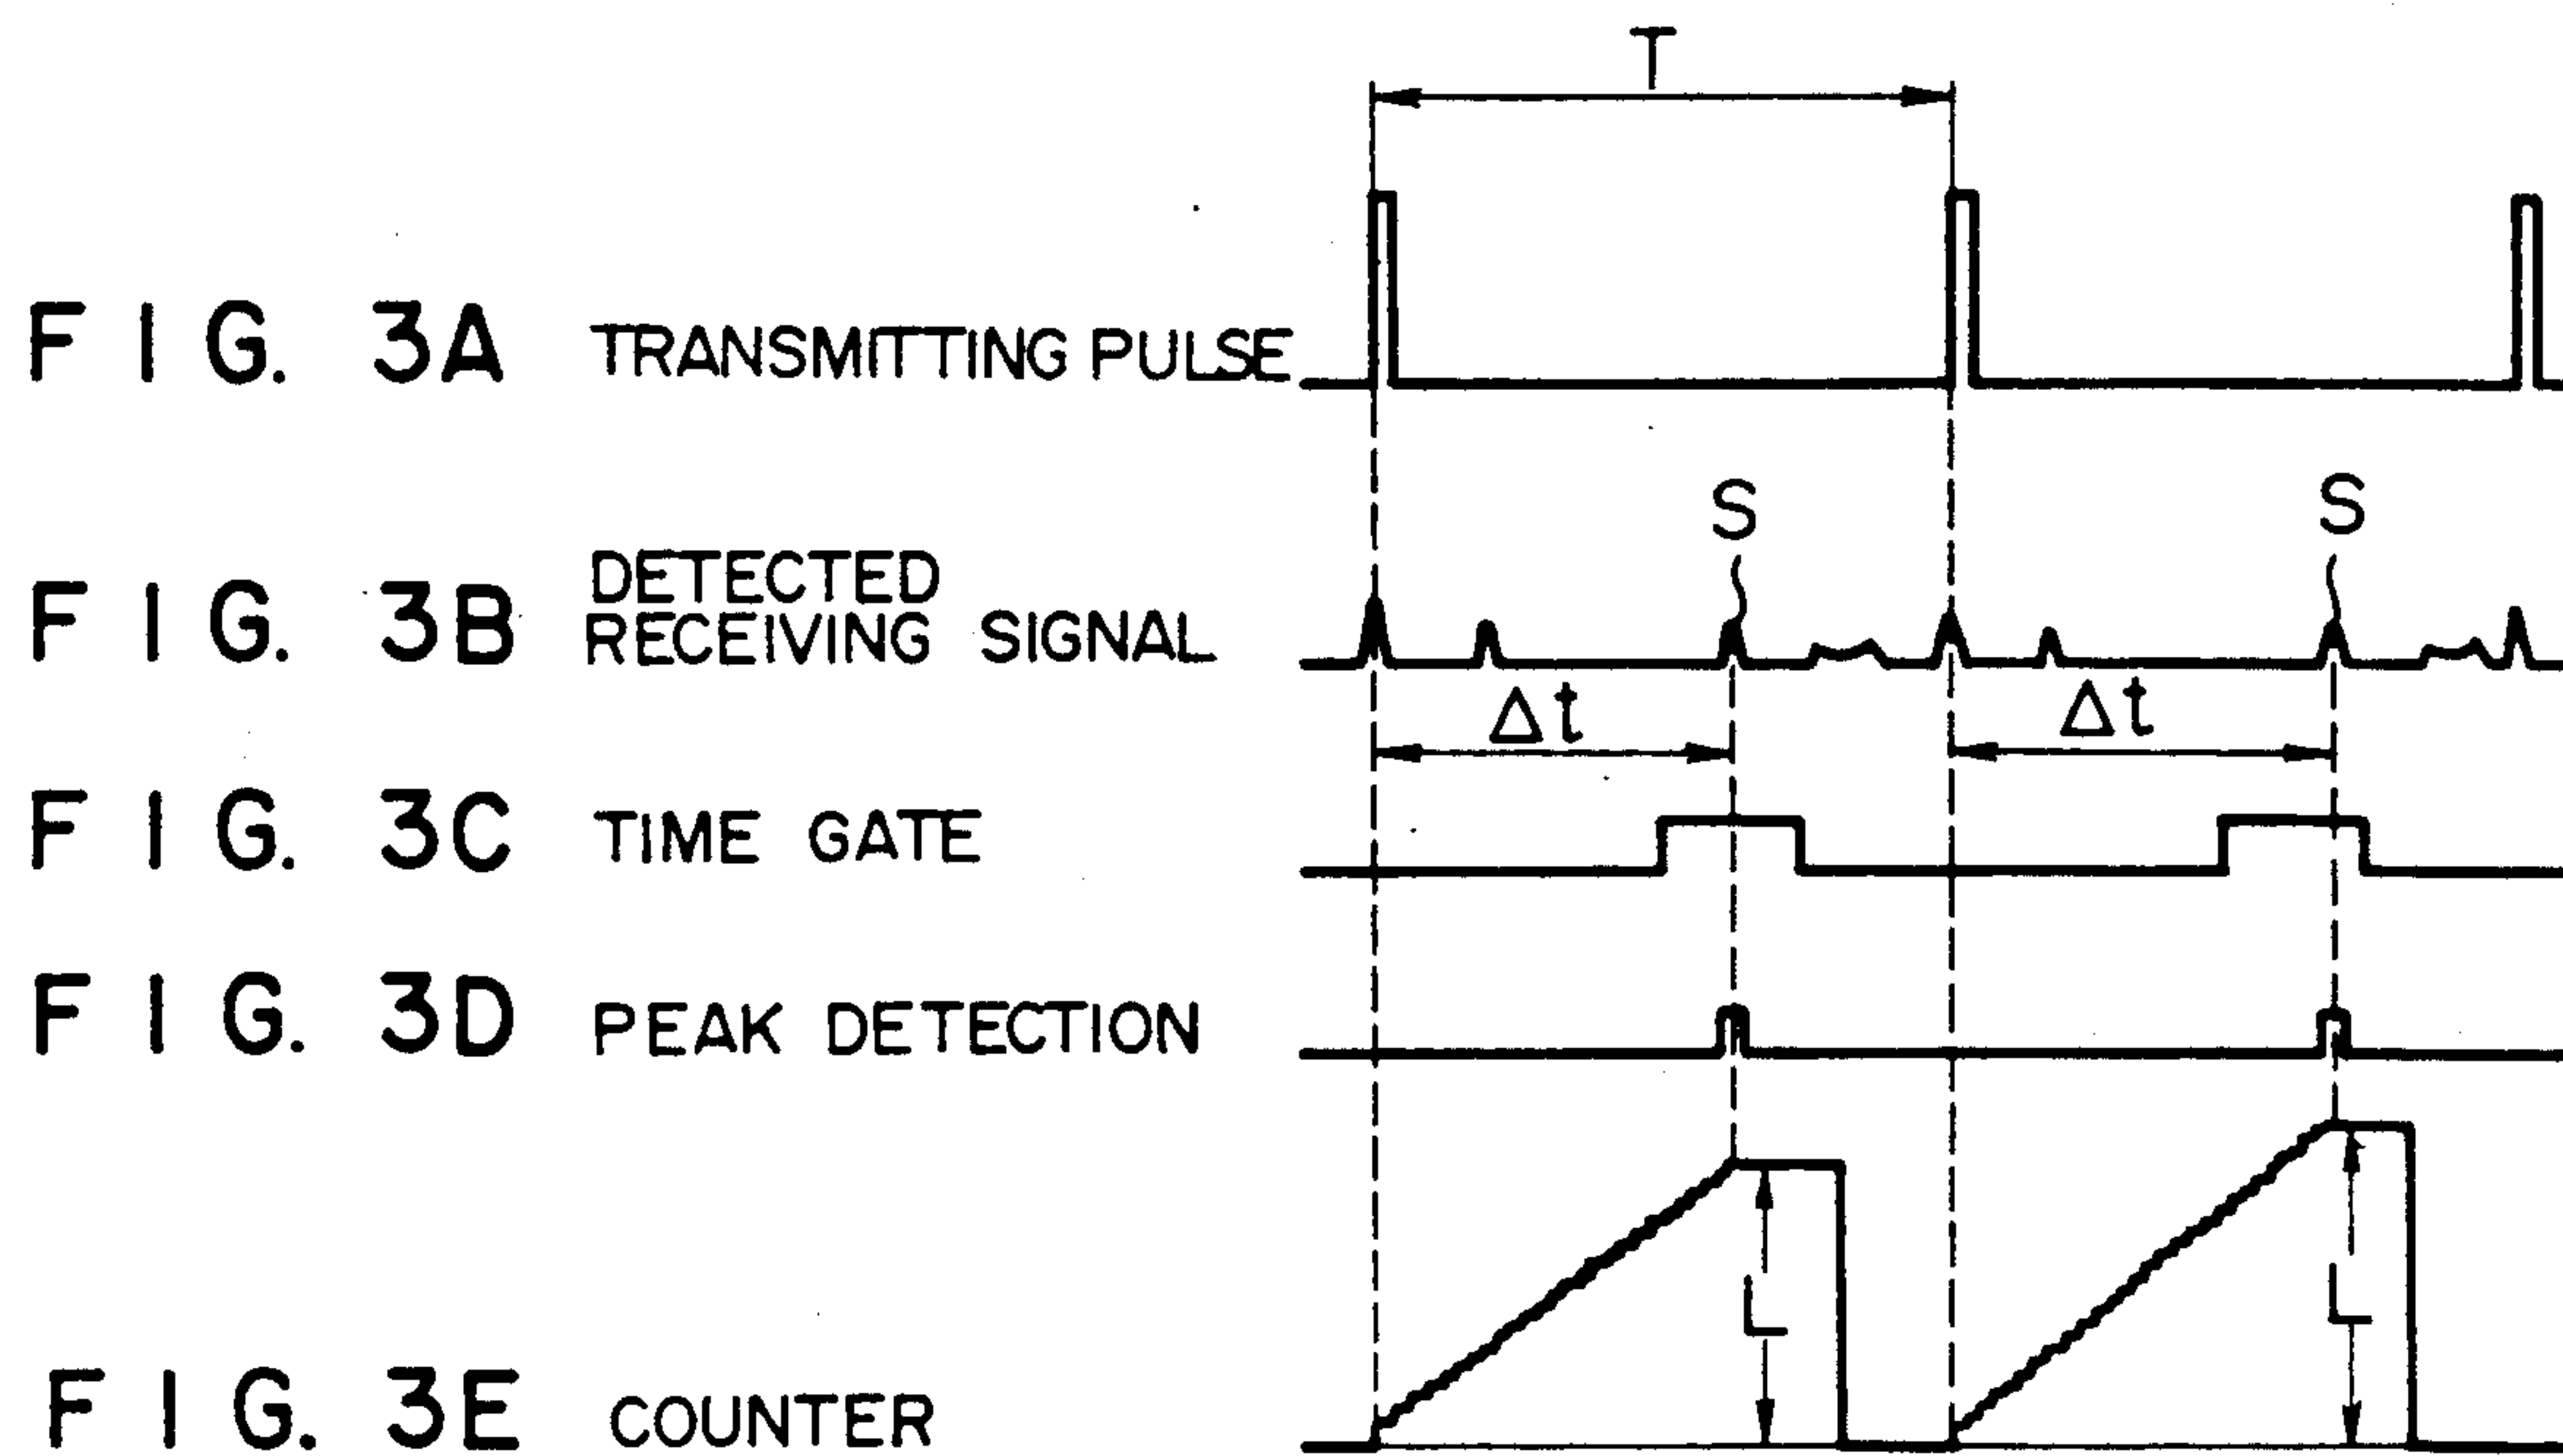 T
FIG. 3A TRANSMITTING PULSE
S S
FIG. 3B DETECTED
RECEIVING SIGNAL
Δt Δt
FIG. 3C TIME GATE
FIG. 3D PEAK DETECTION
L L
FIG. 3E COUNTER